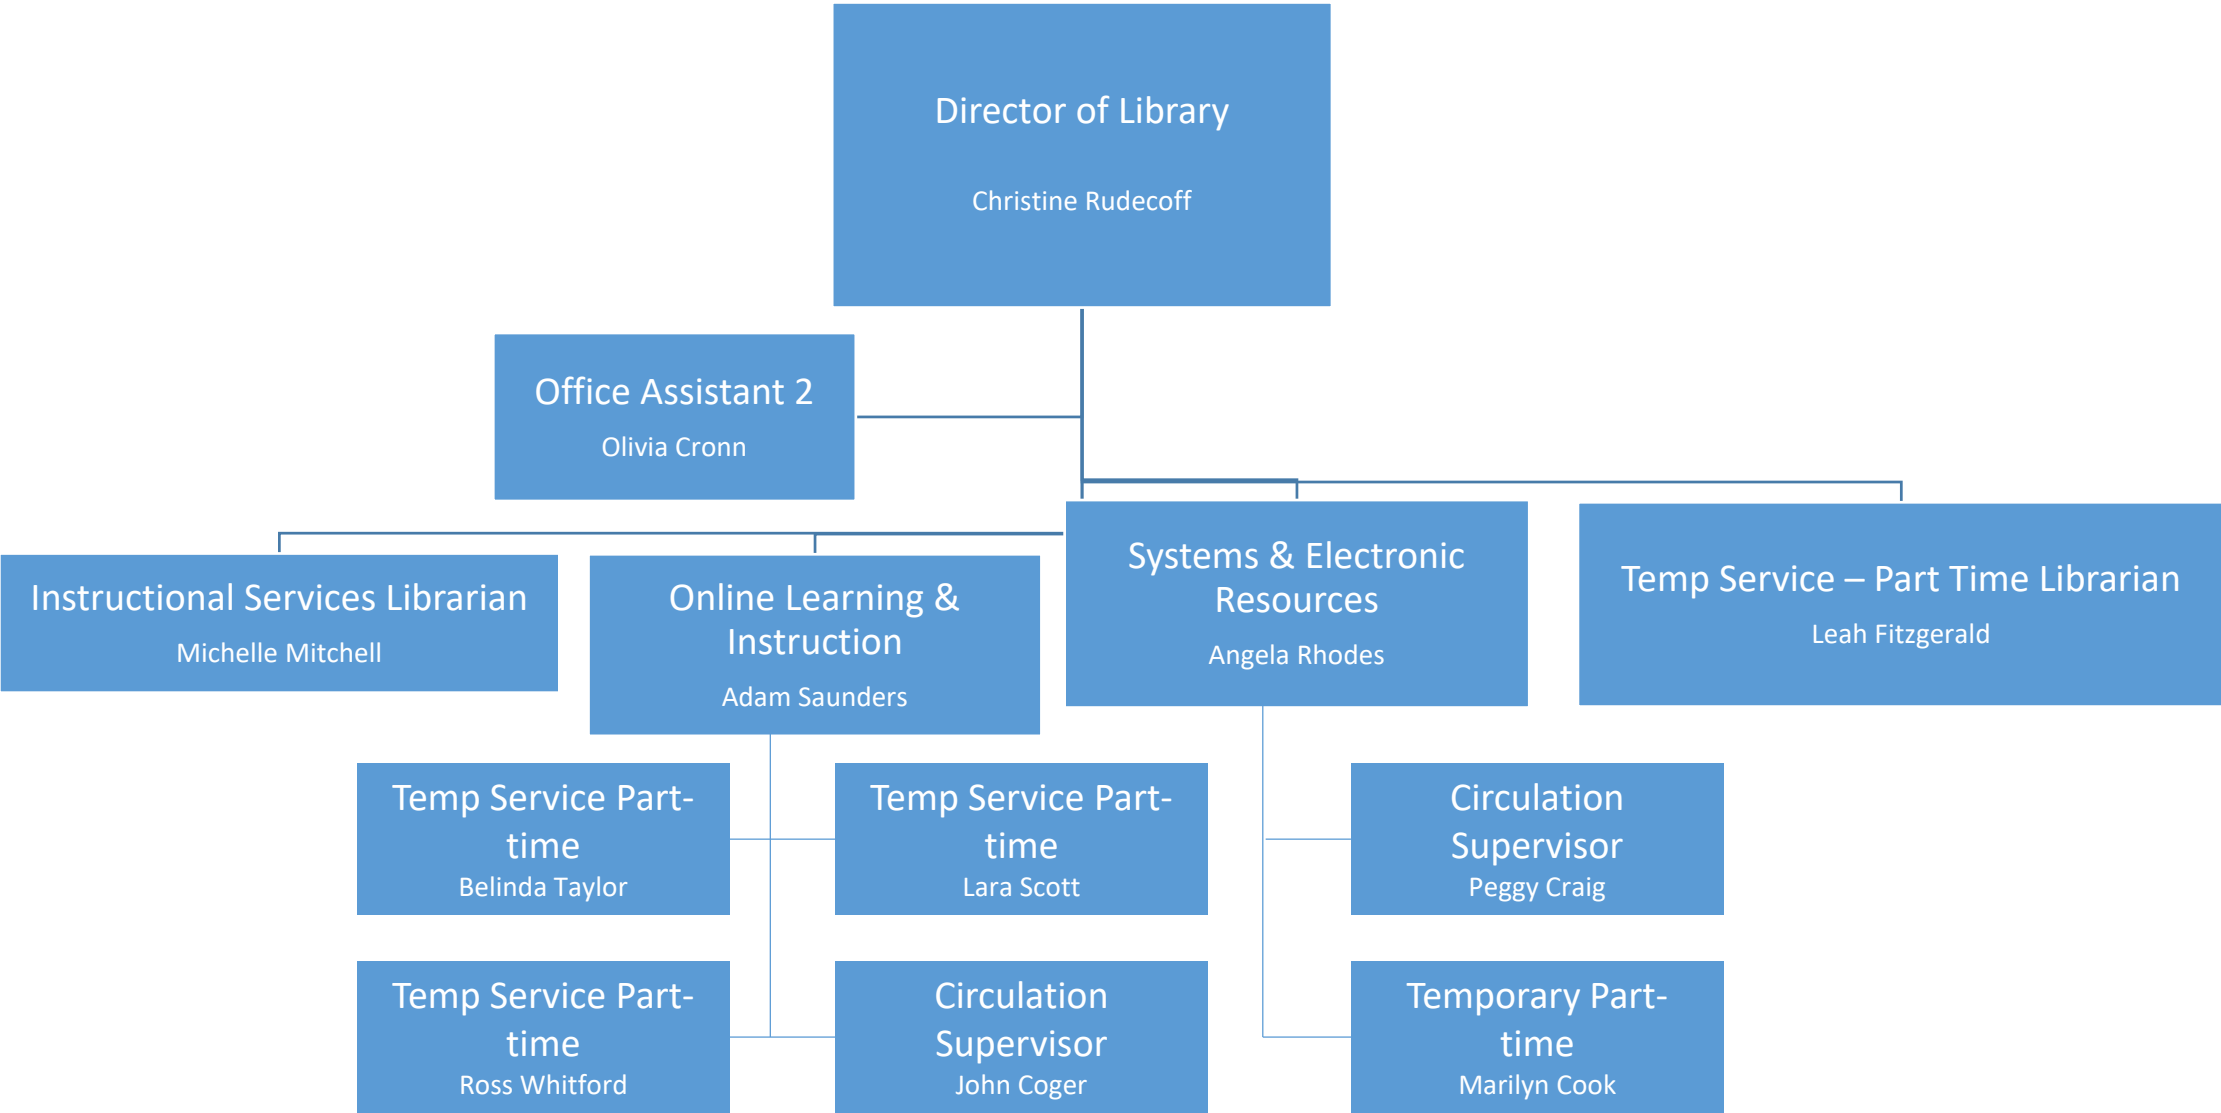 Director of Library
Christine Rudecoff
Office Assistant 2
Olivia Cronn
Instructional Services Librarian
Michelle Mitchell
Online Learning &
Instruction
Adam Saunders
Systems & Electronic
Resources
Angela Rhodes
Temp Service – Part Time Librarian
Leah Fitzgerald
Temp Service Part-
time
Belinda Taylor
Temp Service Part-
time
Lara Scott
Circulation
Supervisor
Peggy Craig
Temp Service Part-
time
Ross Whitford
Circulation
Supervisor
John Coger
Temporary Part-
time
Marilyn Cook